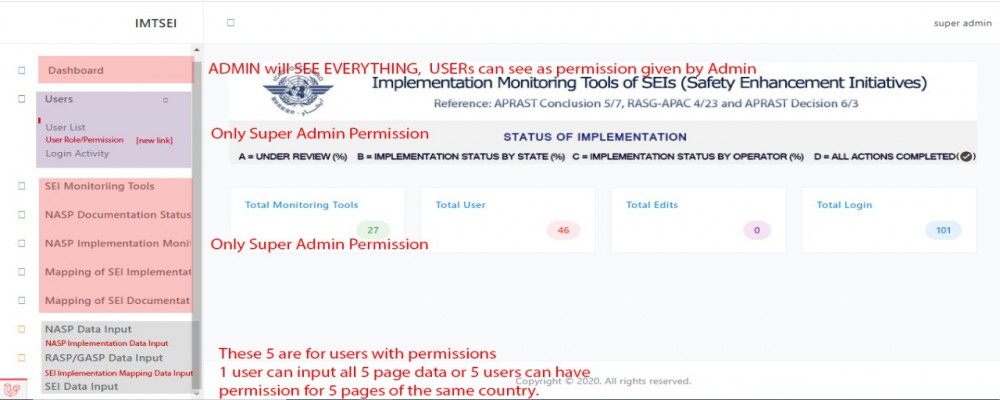 IMTSEI
super admin
Dashboard
ADMIN will SEE EVERYTHING, USERs can see as permission given by Admin
Implementation Monitoring Tools of SEIs (Safety Enhancement Initiatives)
Users
Reference: APRAST Conclusion 5/7, RASG-APAC 4/23 and APRAST Decision 6/3
User List
Only Super Admin Permission
User Role/Permission [new link]
STATUS OF IMPLEMENTATION
Login Activity
A = UNDER REVIEW (%) B = IMPLEMENTATION STATUS BY STATE (%) C = IMPLEMENTATION STATUS BY OPERATOR (%) D = ALL ACTIONS COMPLETED(✔)
SEI Monitoriing Tools
Total Monitoring Tools
Total User
Total Edits
Total Login
NASP Documentation Status
27
46
0
101
NASP Implementation Moni
Only Super Admin Permission
Mapping of SEI Implementat
Mapping of SEI Documentat
NASP Data Input
NASP Implementation Data Input
RASP/GASP Data Input
SEI Implementation Mapping Data Input
SEI Data Input
These 5 are for users with permissions
1 user can input all 5 page data or 5 users can have
Copyright © 2020. All rights reserved.
permission for 5 pages of the same country.